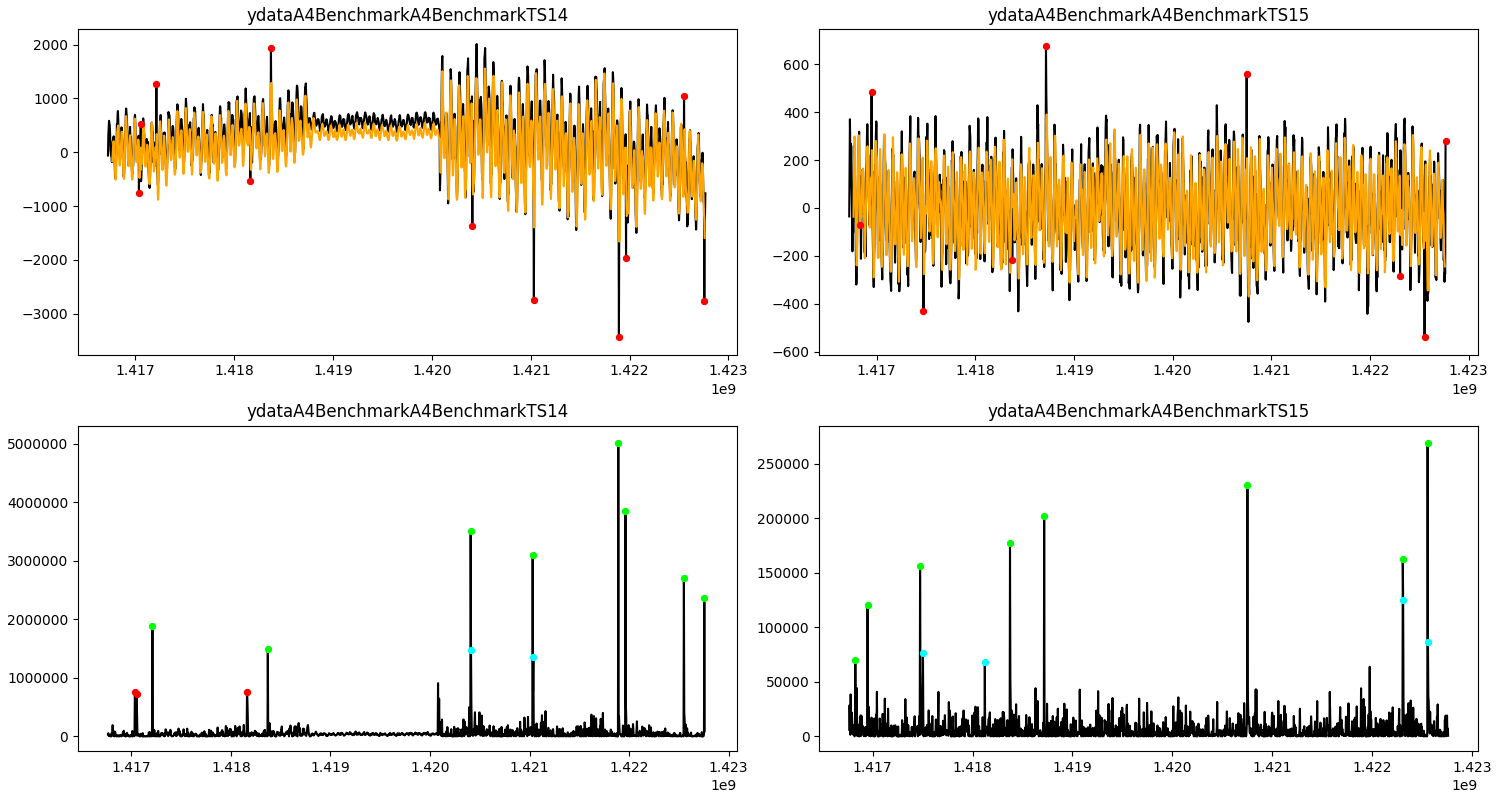 ydataA4BenchmarkA4BenchmarkTS14
2000
1000
0
−1000
−2000
−3000
1.417 1.418 1.419 1.420 1.421 1.422 1.423
1e9
ydataA4BenchmarkA4BenchmarkTS15
600
400
200
0
−200
−400
−600
1.417 1.418 1.419 1.420 1.421 1.422 1.423
1e9
ydataA4BenchmarkA4BenchmarkTS14
5000000
4000000
3000000
2000000
1000000
0
1.417 1.418 1.419 1.420 1.421 1.422 1.423
1e9
ydataA4BenchmarkA4BenchmarkTS15
250000
200000
150000
100000
50000
0
1.417 1.418 1.419 1.420 1.421 1.422 1.423
1e9